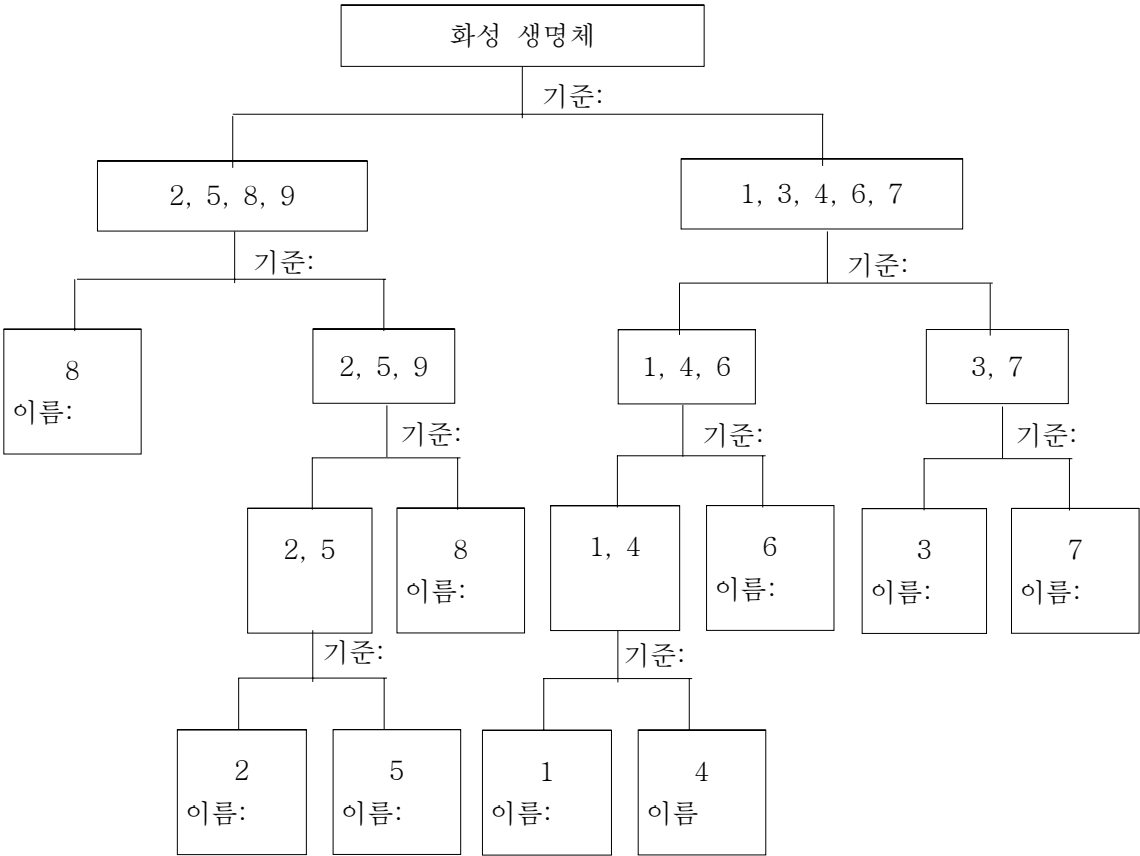 화성 생명체
기준:
2, 5, 8, 9
1, 3, 4, 6, 7
기준:
기준:
8
이름:
2, 5, 9
1, 4, 6
3, 7
기준:
기준:
기준:
2, 5
8
이름:
1, 4
6
이름:
3
이름:
7
이름:
기준:
기준:
2
이름:
5
이름:
1
이름:
4
이름